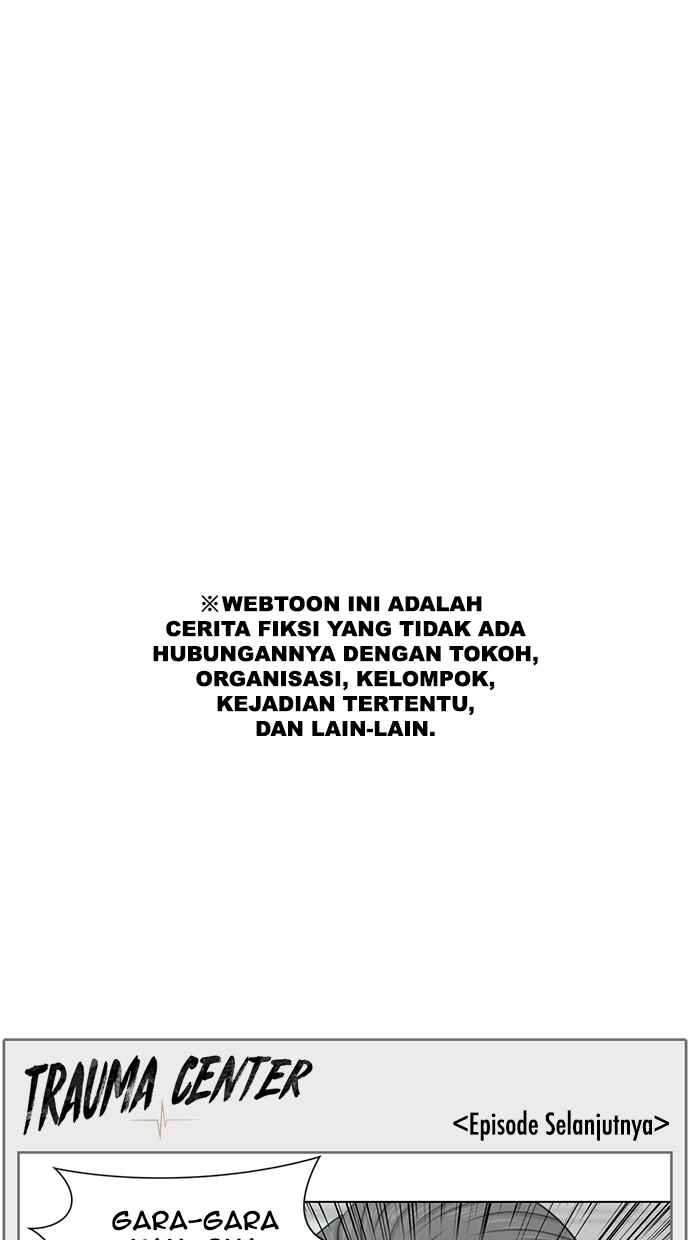 ※WEBTOON INI ADALAH
CERITA FIKSI YANG TIDAK ADA
HUBUNGANNYA DENGAN TOKOH,
ORGANISASI, KELOMPOK,
KEJADIAN TERTENTU,
DAN LAIN-LAIN.
TRAUMA CENTER
<Episode Selanjutnya>
GARA-GARA